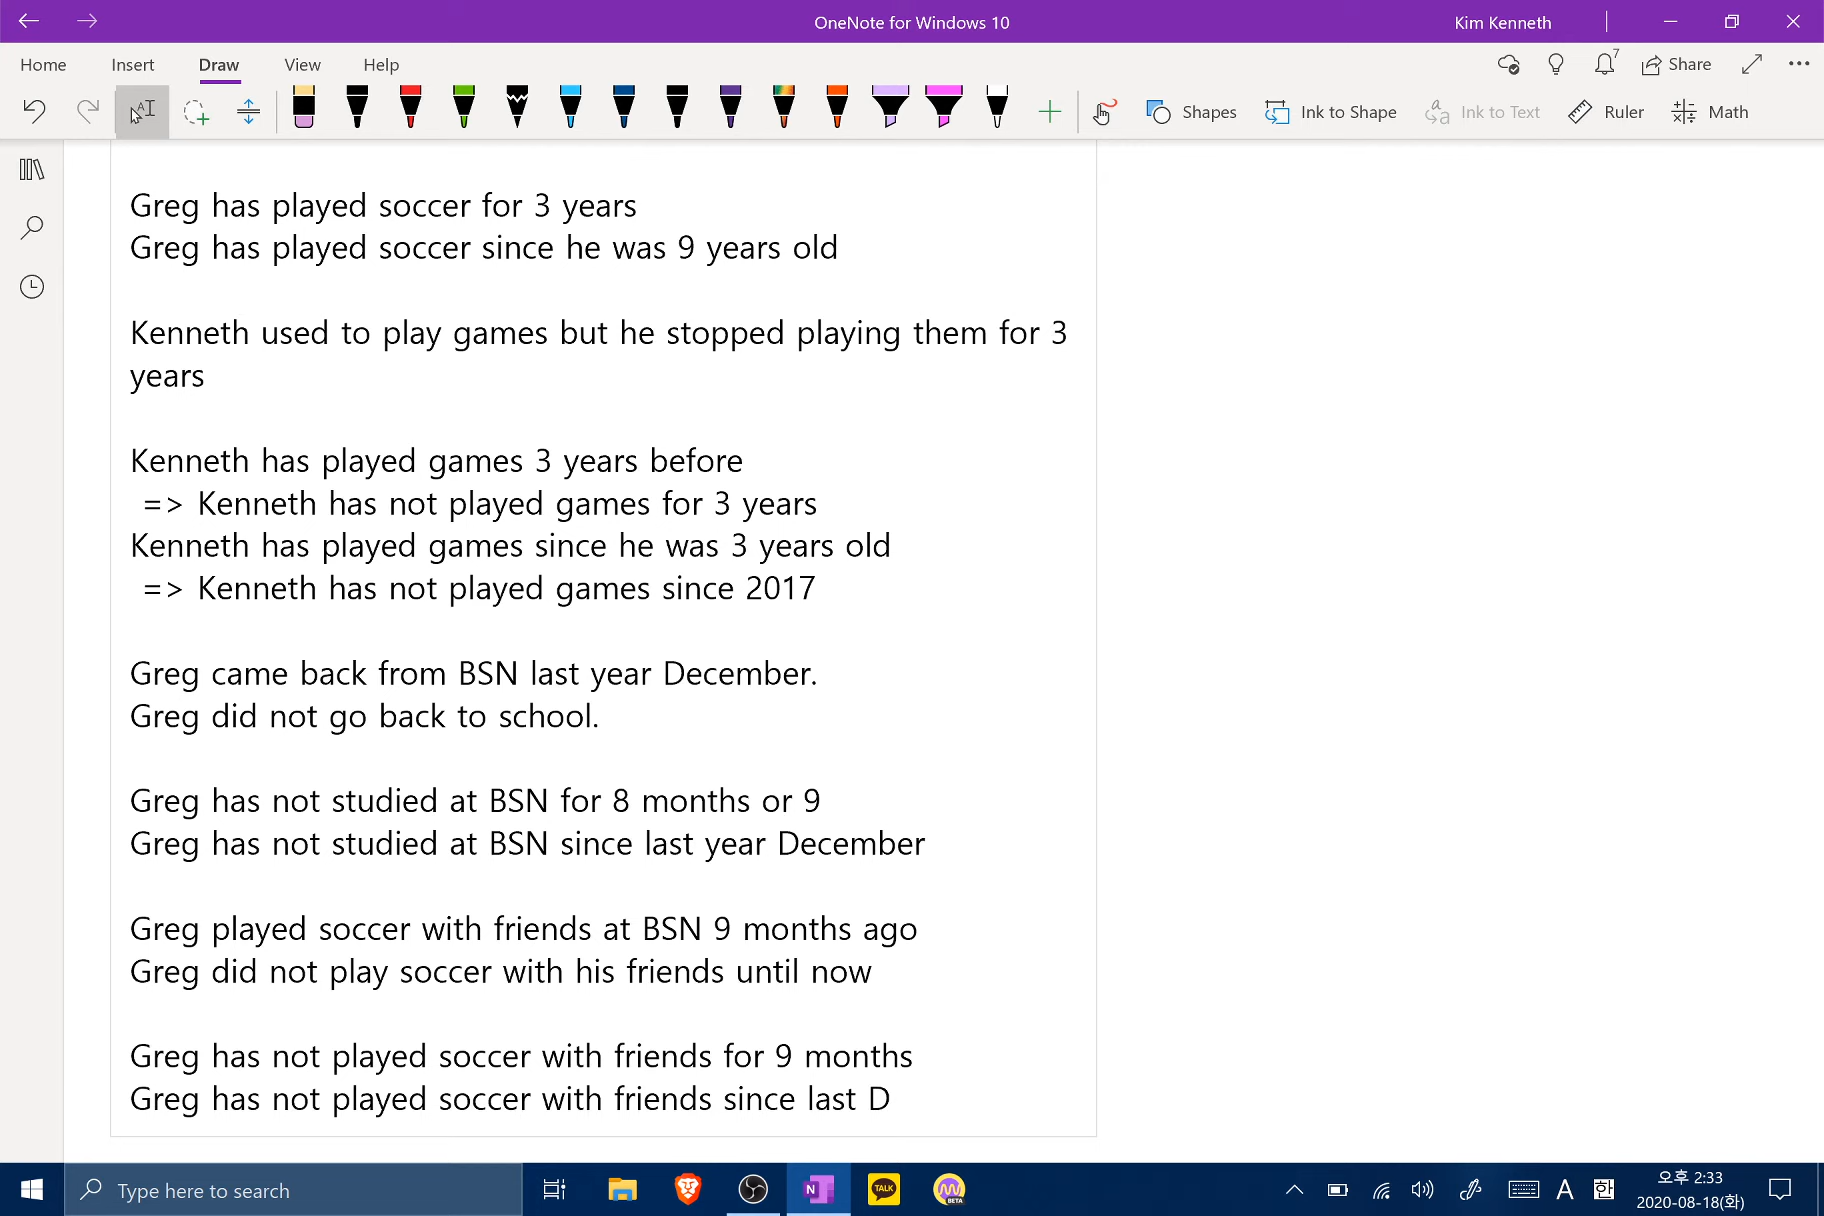 OneNote for Windows 10
Kim Kenneth
Home Insert Draw View Help
7
Share
Shapes
Ink to Shape
Ink to Text
Ruler
Math
Greg has played soccer for 3 years
Greg has played soccer since he was 9 years old
Kenneth used to play games but he stopped playing them for 3
years
Kenneth has played games 3 years before
=> Kenneth has not played games for 3 years
Kenneth has played games since he was 3 years old
=> Kenneth has not played games since 2017
Greg came back from BSN last year December.
Greg did not go back to school.
Greg has not studied at BSN for 8 months or 9
Greg has not studied at BSN since last year December
Greg played soccer with friends at BSN 9 months ago
Greg did not play soccer with his friends until now
Greg has not played soccer with friends for 9 months
Greg has not played soccer with friends since last D
Type here to search
N
TALK
BETA
A
한
오후 2:33
2020-08-18(화)